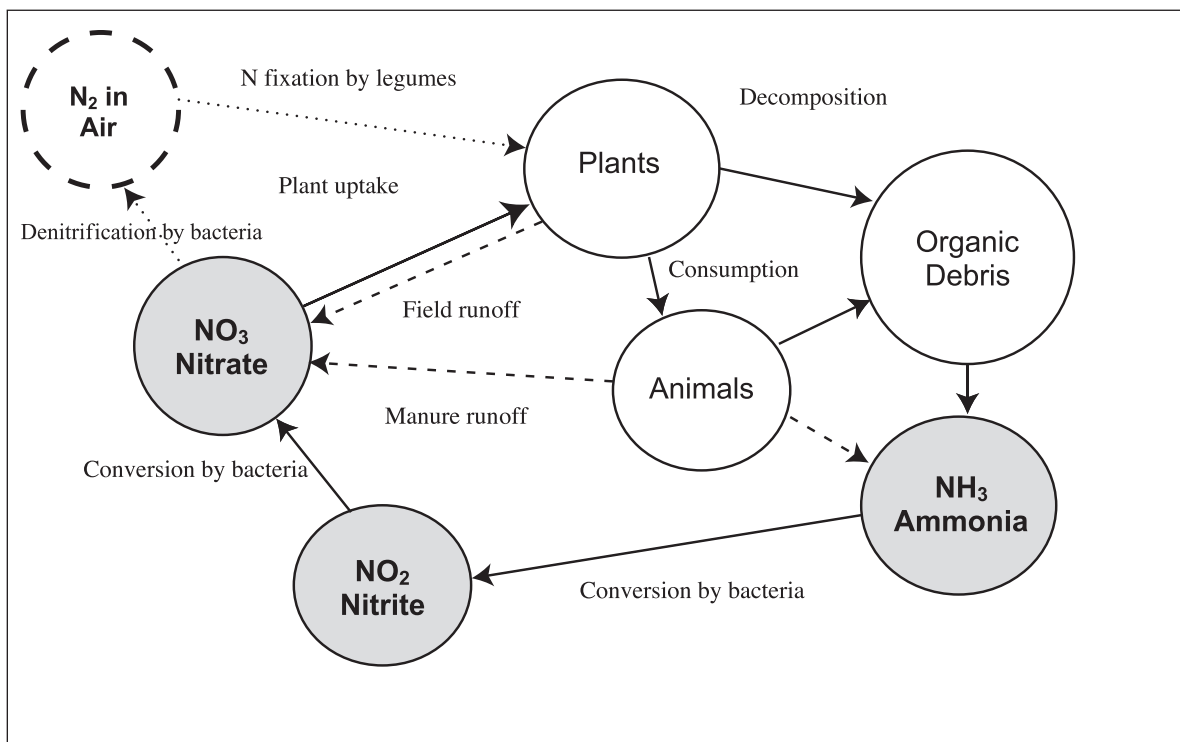 N₂ in
Air
N fixation by legumes
Decomposition
Plants
Plant uptake
Denitrification by bacteria
Organic
Debris
Consumption
Field runoff
NO₃
Nitrate
Animals
Manure runoff
Conversion by bacteria
NH₃
Ammonia
NO₂
Nitrite
Conversion by bacteria